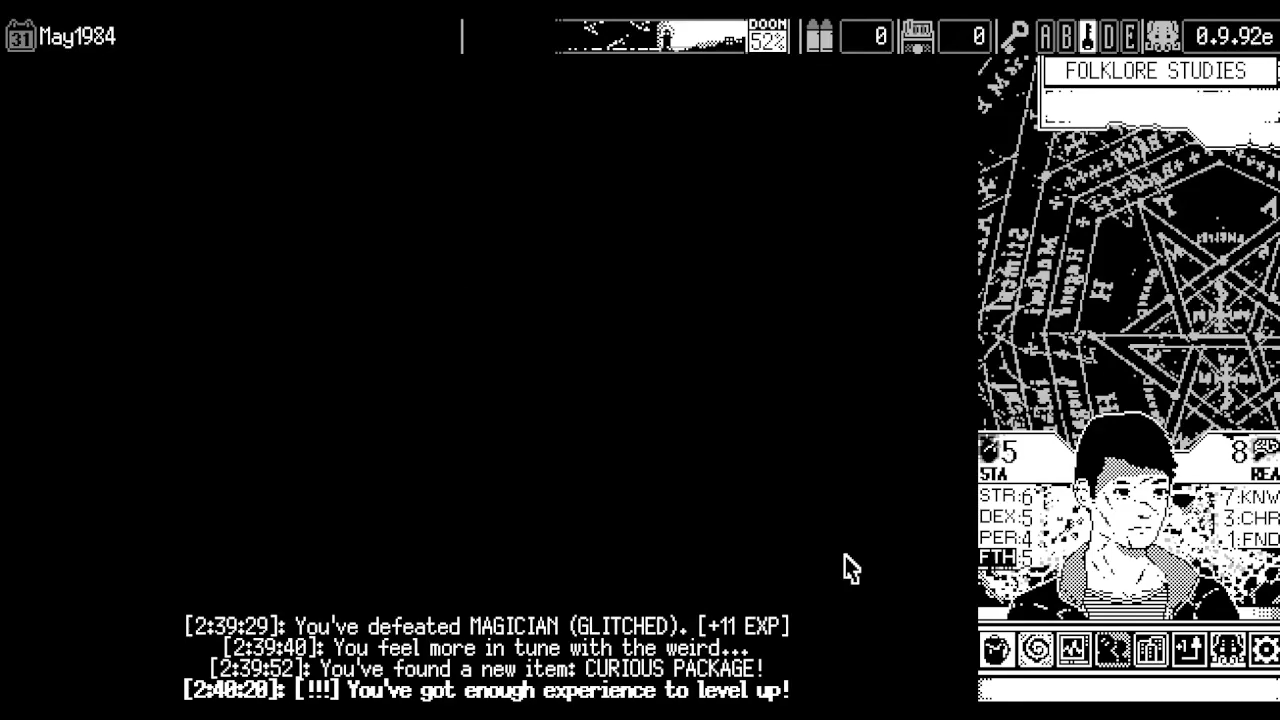 31 May1984
DOOM
52%
0
0
A B D E
0.9.92e
FOLKLORE STUDIES
5
8
STA
REA
STR:6
7:KNW
DEX:5
3:CHR
PER:4
1:FND
FTH:5
[2:39:29]: You've defeated MAGICIAN (GLITCHED). [+11 EXP]
[2:39:40]: You feel more in tune with the weird...
[2:39:52]: You've found a new item: CURIOUS PACKAGE!
[2:40:20]: [!!!] You've got enough experience to level up!